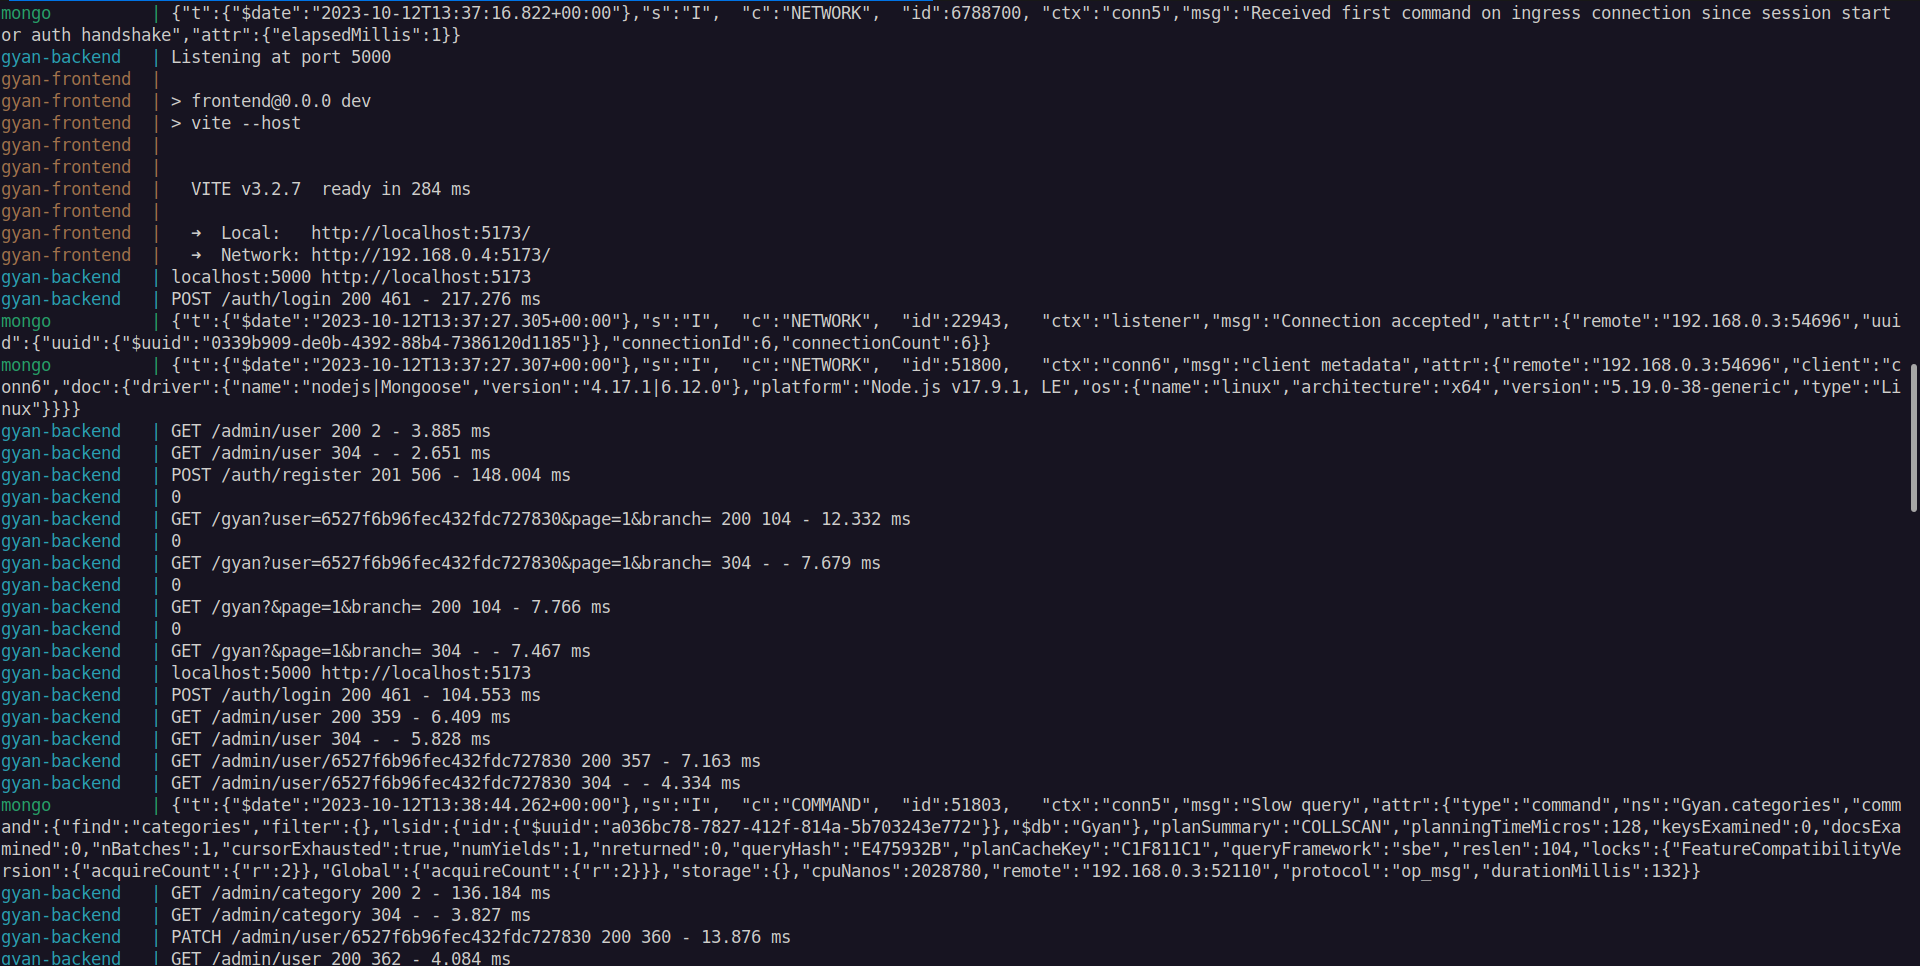 mongo          | {"t":{"$date":"2023-10-12T13:37:16.822+00:00"},"s":"I",  "c":"NETWORK",  "id":6788700, "ctx":"conn5","msg":"Received first command on ingress connection since session start
or auth handshake","attr":{"elapsedMillis":1}}
gyan-backend   | Listening at port 5000
gyan-frontend  |
gyan-frontend  | > frontend@0.0.0 dev
gyan-frontend  | > vite --host
gyan-frontend  |
gyan-frontend  |
gyan-frontend  |   VITE v3.2.7  ready in 284 ms
gyan-frontend  |
gyan-frontend  |   ➜  Local:   http://localhost:5173/
gyan-frontend  |   ➜  Network: http://192.168.0.4:5173/
gyan-backend   | localhost:5000 http://localhost:5173
gyan-backend   | POST /auth/login 200 461 - 217.276 ms
mongo          | {"t":{"$date":"2023-10-12T13:37:27.305+00:00"},"s":"I",  "c":"NETWORK",  "id":22943,   "ctx":"listener","msg":"Connection accepted","attr":{"remote":"192.168.0.3:54696","uui
d":{"uuid":{"$uuid":"0339b909-de0b-4392-88b4-7386120d1185"}},"connectionId":6,"connectionCount":6}}
mongo          | {"t":{"$date":"2023-10-12T13:37:27.307+00:00"},"s":"I",  "c":"NETWORK",  "id":51800,   "ctx":"conn6","msg":"client metadata","attr":{"remote":"192.168.0.3:54696","client":"c
onn6","doc":{"driver":{"name":"nodejs|Mongoose","version":"4.17.1|6.12.0"},"platform":"Node.js v17.9.1, LE","os":{"name":"linux","architecture":"x64","version":"5.19.0-38-generic","type":"Li
nux"}}}}
gyan-backend   | GET /admin/user 200 2 - 3.885 ms
gyan-backend   | GET /admin/user 304 - - 2.651 ms
gyan-backend   | POST /auth/register 201 506 - 148.004 ms
gyan-backend   | 0
gyan-backend   | GET /gyan?user=6527f6b96fec432fdc727830&page=1&branch= 200 104 - 12.332 ms
gyan-backend   | 0
gyan-backend   | GET /gyan?user=6527f6b96fec432fdc727830&page=1&branch= 304 - - 7.679 ms
gyan-backend   | 0
gyan-backend   | GET /gyan?&page=1&branch= 200 104 - 7.766 ms
gyan-backend   | 0
gyan-backend   | GET /gyan?&page=1&branch= 304 - - 7.467 ms
gyan-backend   | localhost:5000 http://localhost:5173
gyan-backend   | POST /auth/login 200 461 - 104.553 ms
gyan-backend   | GET /admin/user 200 359 - 6.409 ms
gyan-backend   | GET /admin/user 304 - - 5.828 ms
gyan-backend   | GET /admin/user/6527f6b96fec432fdc727830 200 357 - 7.163 ms
gyan-backend   | GET /admin/user/6527f6b96fec432fdc727830 304 - - 4.334 ms
mongo          | {"t":{"$date":"2023-10-12T13:38:44.262+00:00"},"s":"I",  "c":"COMMAND",  "id":51803,   "ctx":"conn5","msg":"Slow query","attr":{"type":"command","ns":"Gyan.categories","comm
and":{"find":"categories","filter":{},"lsid":{"id":{"$uuid":"a036bc78-7827-412f-814a-5b703243e772"}},"$db":"Gyan"},"planSummary":"COLLSCAN","planningTimeMicros":128,"keysExamined":0,"docsExa
mined":0,"nBatches":1,"cursorExhausted":true,"numYields":1,"nreturned":0,"queryHash":"E475932B","planCacheKey":"C1F811C1","queryFramework":"sbe","reslen":104,"locks":{"FeatureCompatibilityVe
rsion":{"acquireCount":{"r":2}},"Global":{"acquireCount":{"r":2}}},"storage":{},"cpuNanos":2028780,"remote":"192.168.0.3:52110","protocol":"op_msg","durationMillis":132}}
gyan-backend   | GET /admin/category 200 2 - 136.184 ms
gyan-backend   | GET /admin/category 304 - - 3.827 ms
gyan-backend   | PATCH /admin/user/6527f6b96fec432fdc727830 200 360 - 13.876 ms
gyan-backend   | GET /admin/user 200 362 - 4.084 ms